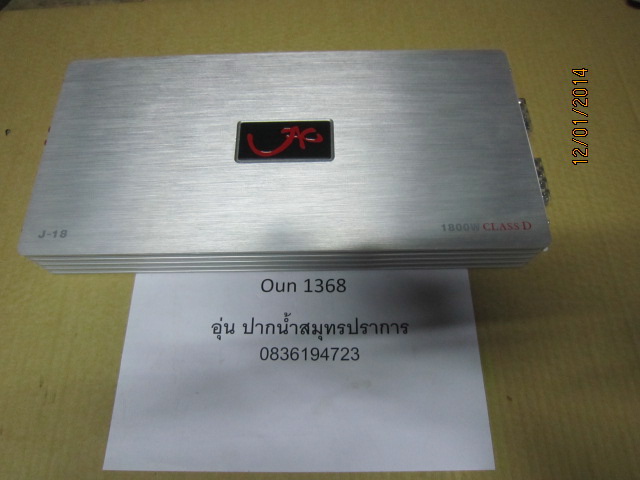 J-18
1800W CLASS D
Oun 1368
อุ่น ปากน้ำสมุทรปราการ
0836194723
12/01/2014